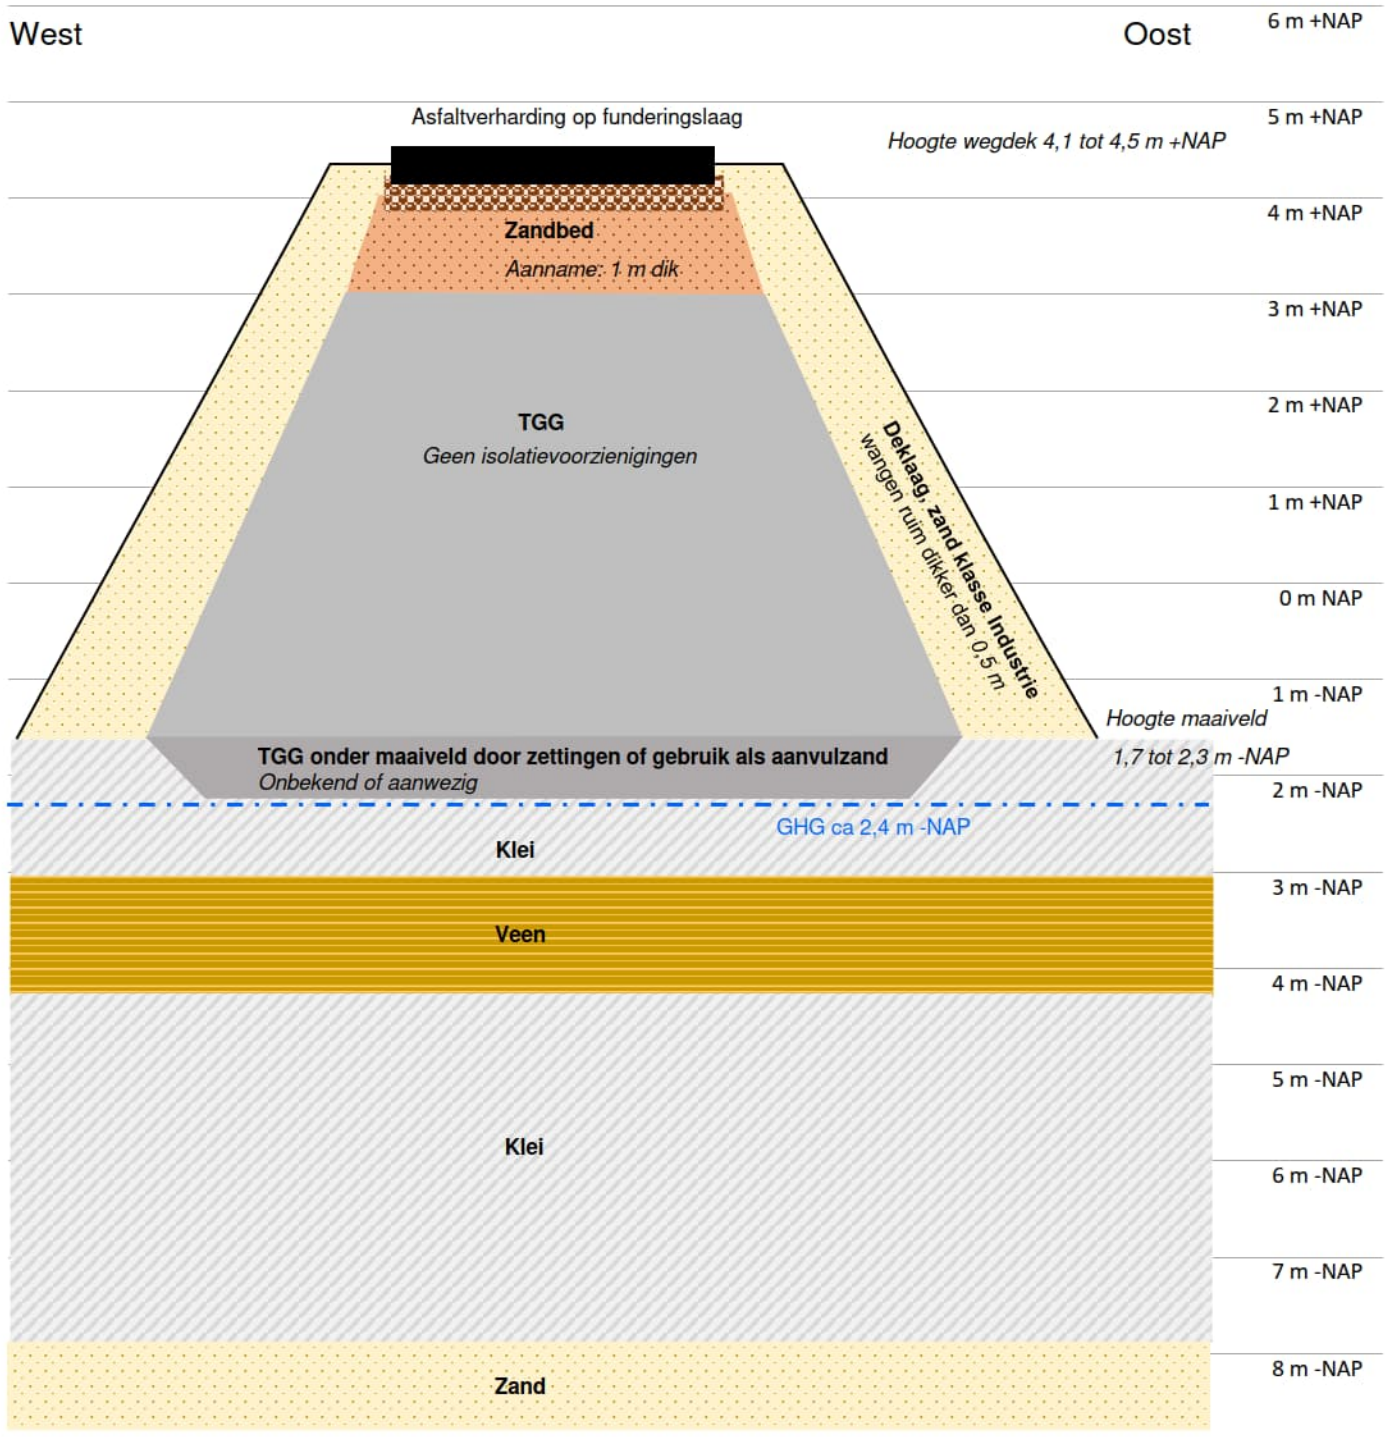 West
Oost
6 m +NAP
Asfaltverharding op funderingslaag
5 m +NAP
Hoogte wegdek 4,1 tot 4,5 m +NAP
4 m +NAP
Zandbed
Aanname: 1 m dik
3 m +NAP
2 m +NAP
TGG
Geen isolatievoorzienigingen
Deklaag, zand klasse Industrie
wangen ruim dikker dan 0,5 m
1 m +NAP
0 m NAP
1 m -NAP
Hoogte maaiveld
1,7 tot 2,3 m -NAP
TGG onder maaiveld door zettingen of gebruik als aanvulzand
Onbekend of aanwezig
2 m -NAP
GHG ca 2,4 m -NAP
Klei
3 m -NAP
Veen
4 m -NAP
5 m -NAP
Klei
6 m -NAP
7 m -NAP
8 m -NAP
Zand